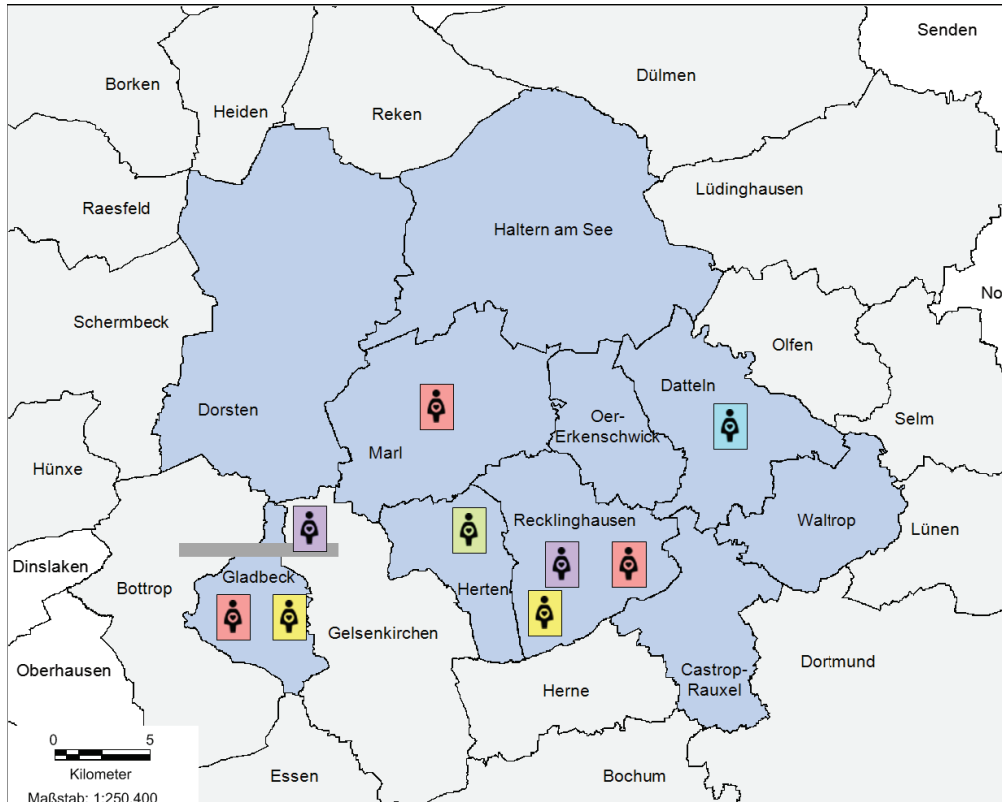 Senden
Dülmen
Borken
Heiden
Reken
Lüdinghausen
Raesfeld
Haltern am See
No
Schermbeck
Olfen
Datteln
Dorsten
Oer-
Erkenschwick
Selm
Marl
Hünxe
Recklinghausen
Waltrop
Lünen
Dinslaken
Gladbeck
Bottrop
Herten
Gelsenkirchen
Oberhausen
Castrop-
Rauxel
Dortmund
Herne
0 5
Kilometer
Essen
Bochum
Maßstab: 1:250.400